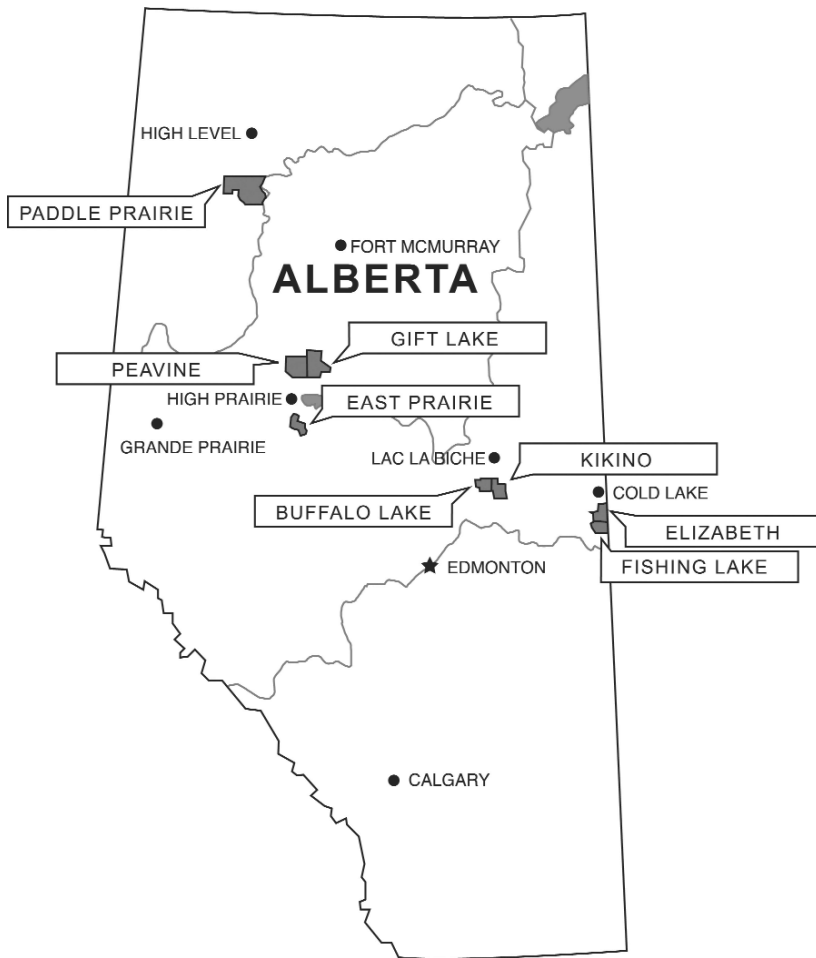 HIGH LEVEL
PADDLE PRAIRIE
FORT MCMURRAY
ALBERTA
GIFT LAKE
PEAVINE
HIGH PRAIRIE
EAST PRAIRIE
GRANDE PRAIRIE
LAC LA BICHE
KIKINO
COLD LAKE
BUFFALO LAKE
ELIZABETH
FISHING LAKE
EDMONTON
CALGARY